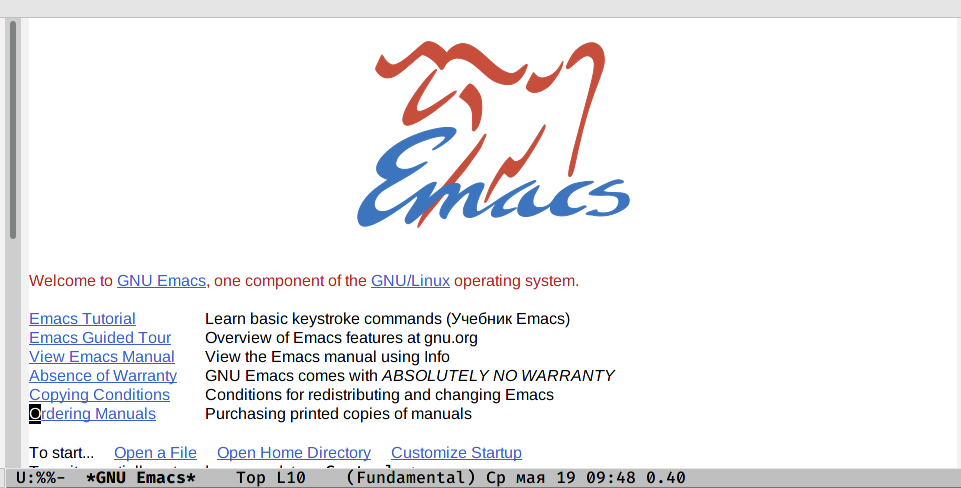 Emacs
Welcome to GNU Emacs, one component of the GNU/Linux operating system.
Emacs Tutorial Learn basic keystroke commands (Учебник Emacs)
Emacs Guided Tour Overview of Emacs features at gnu.org
View Emacs Manual View the Emacs manual using Info
Absence of Warranty GNU Emacs comes with ABSOLUTELY NO WARRANTY
Copying Conditions Conditions for redistributing and changing Emacs
Ordering Manuals Purchasing printed copies of manuals
To start... Open a File Open Home Directory Customize Startup
U:%%- *GNU Emacs* Top L10 (Fundamental) Ср мая 19 09:48 0.40